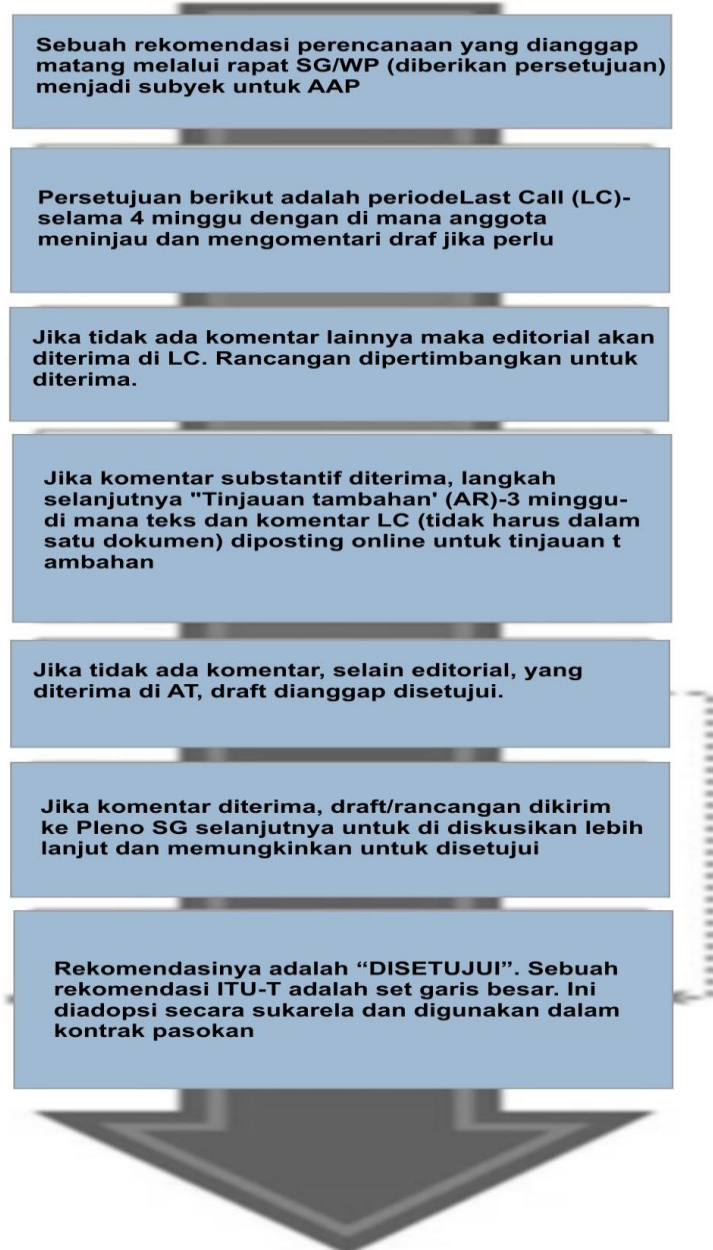 Sebuah rekomendasi perencanaan yang dianggap
matang melalui rapat SG/WP (diberikan persetujuan)
menjadi subyek untuk AAP
Persetujuan berikut adalah periodeLast Call (LC)-
selama 4 minggu dengan di mana anggota
meninjau dan mengomentari draf jika perlu
Jika tidak ada komentar lainnya maka editorial akan
diterima di LC. Rancangan dipertimbangkan untuk
diterima.
Jika komentar substantif diterima, langkah
selanjutnya "Tinjauan tambahan' (AR)-3 minggu-
di mana teks dan komentar LC (tidak harus dalam
satu dokumen) diposting online untuk tinjauan t
ambahan
Jika tidak ada komentar, selain editorial, yang
diterima di AT, draft dianggap disetujui.
Jika komentar diterima, draft/rancangan dikirim
ke Pleno SG selanjutnya untuk di diskusikan lebih
lanjut dan memungkinkan untuk disetujui
Rekomendasinya adalah “DISETUJUI”. Sebuah
rekomendasi ITU-T adalah set garis besar. Ini
diadopsi secara sukarela dan digunakan dalam
kontrak pasokan